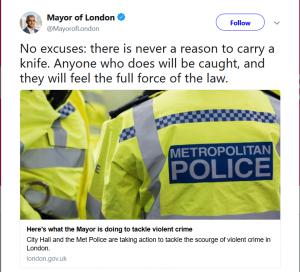 Mayor of London
@MayorofLondon
Follow
No excuses: there is never a reason to carry a
knife. Anyone who does will be caught, and
they will feel the full force of the law.
METROPOLITAN
POLICE
Here's what the Mayor is doing to tackle violent crime
City Hall and the Met Police are taking action to tackle the scourge of violent crime in
London.
london.gov.uk